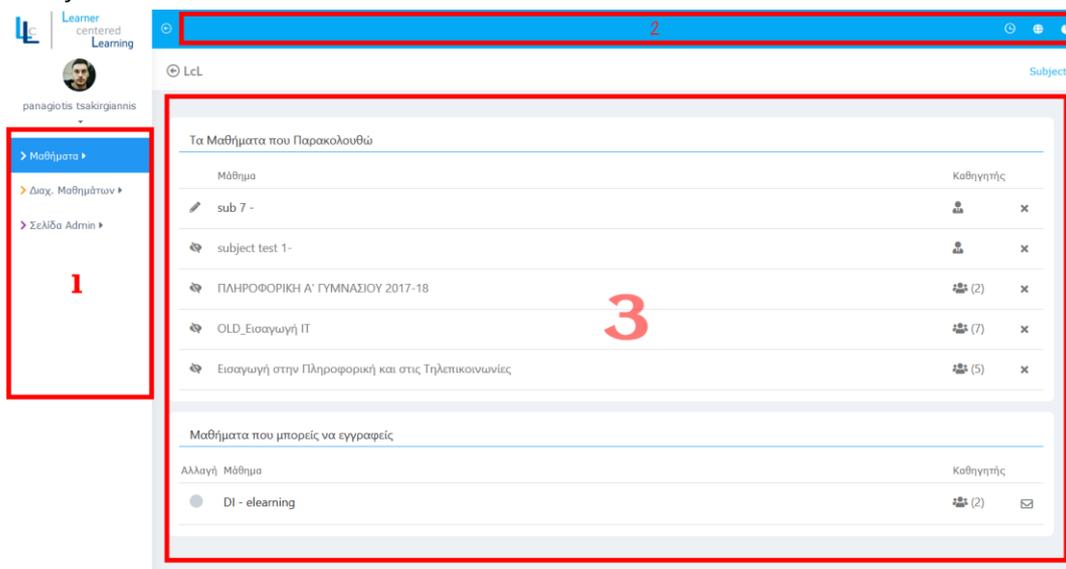 Learner
centered
Learning
LLC
panagiotis tsakirgiannis
Μαθήματα
Διαχ. Μαθημάτων
Σελίδα Admin
1
2
LcL
Subject
Τα Μαθήματα που Παρακολουθώ
Μάθημα Καθηγητής
sub 7 -
subject test 1-
ΠΛΗΡΟΦΟΡΙΚΗ Α' ΓΥΜΝΑΣΙΟΥ 2017-18 (2)
3
OLD_Εισαγωγή IT (7)
Εισαγωγή στην Πληροφορική και στις Τηλεπικοινωνίες (5)
Μαθήματα που μπορείς να εγγραφείς
Αλλαγή Μάθημα Καθηγητής
DI - elearning (2)